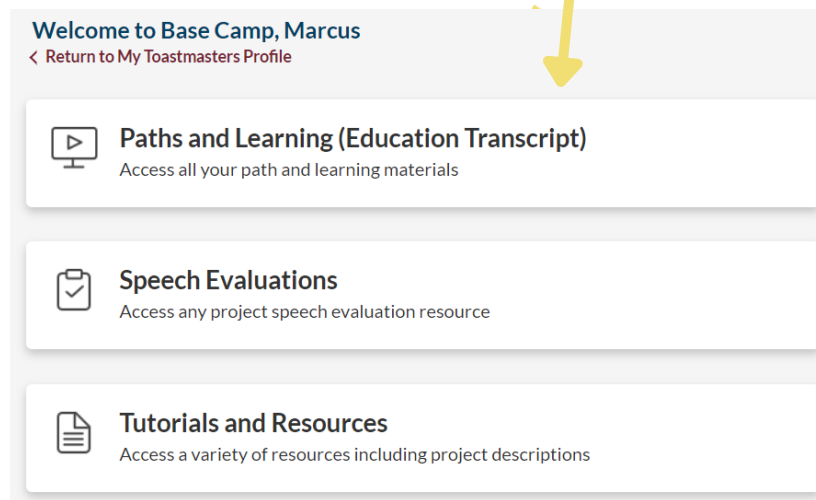 Welcome to Base Camp, Marcus
Return to My Toastmasters Profile
Paths and Learning (Education Transcript)
Access all your path and learning materials
Speech Evaluations
Access any project speech evaluation resource
Tutorials and Resources
Access a variety of resources including project descriptions